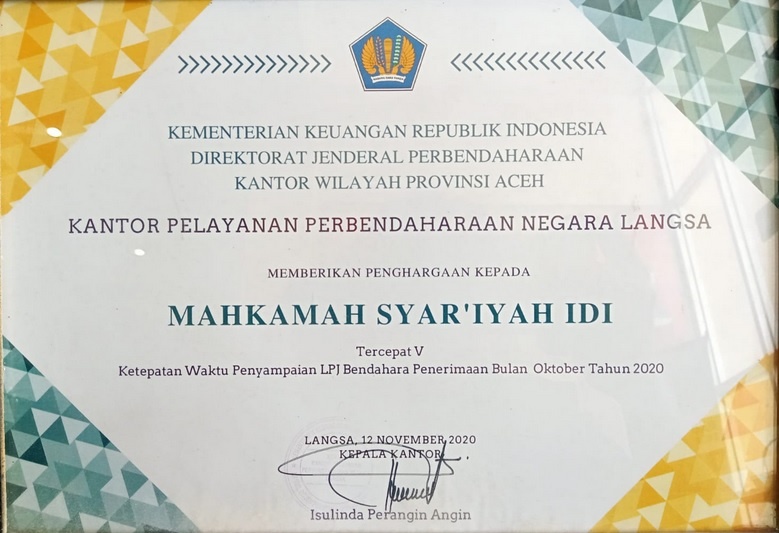 KEMENTERIAN KEUANGAN REPUBLIK INDONESIA
DIREKTORAT JENDERAL PERBENDAHARAAN
KANTOR WILAYAH PROVINSI ACEH
KANTOR PELAYANAN PERBENDAHARAAN NEGARA LANGSA
MEMBERIKAN PENGHARGAAN KEPADA
MAHKAMAH SYAR'IYAH IDI
Tercepat V
Ketepatan Waktu Penyampaian LPJ Bendahara Penerimaan Bulan Oktober Tahun 2020
LANGSA, 12 NOVEMBER 2020
KEPALA KANTOR
Isulinda Perangin Angin